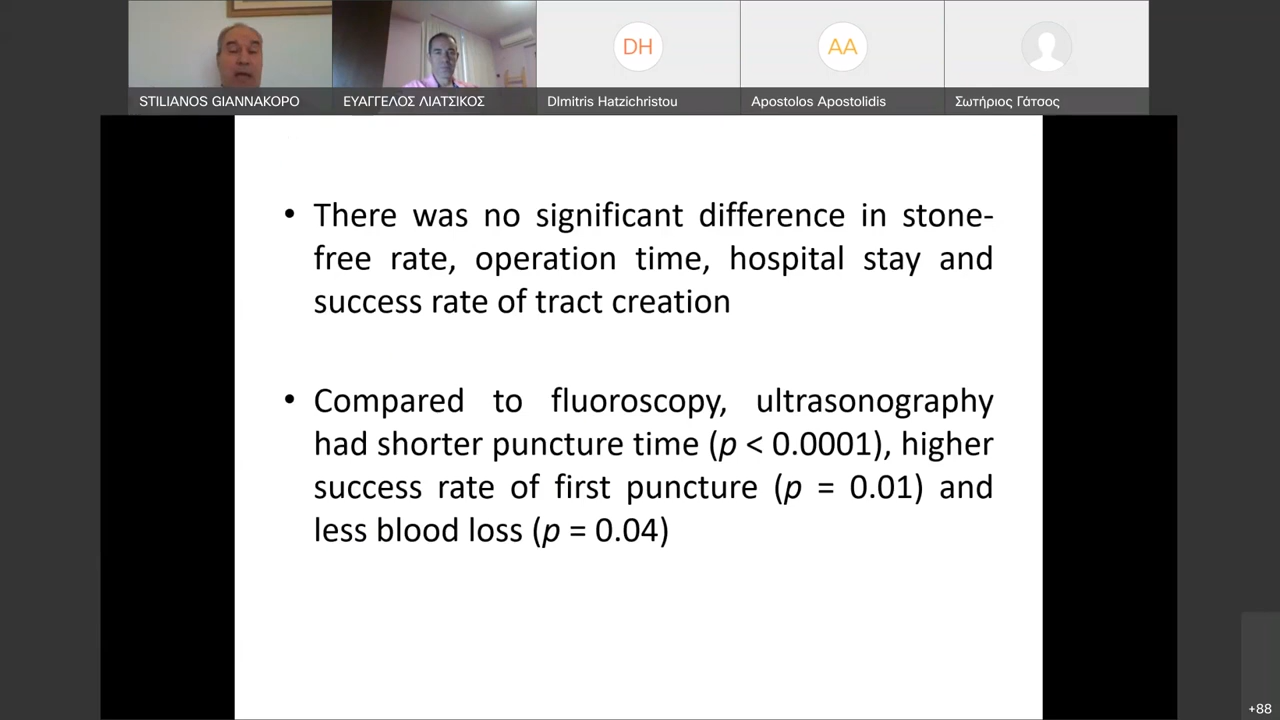 DH
AA
STILIANOS GIANNAKOPO
ΕΥΑΓΓΕΛΟΣ ΛΙΑΤΣΙΚΟΣ
DImitris Hatzichristou
Apostolos Apostolidis
Σωτήριος Γάτσος
• There was no significant difference in stone-
free rate, operation time, hospital stay and
success rate of tract creation
• Compared to fluoroscopy, ultrasonography
had shorter puncture time (p < 0.0001), higher
success rate of first puncture (p = 0.01) and
less blood loss (p = 0.04)
+88